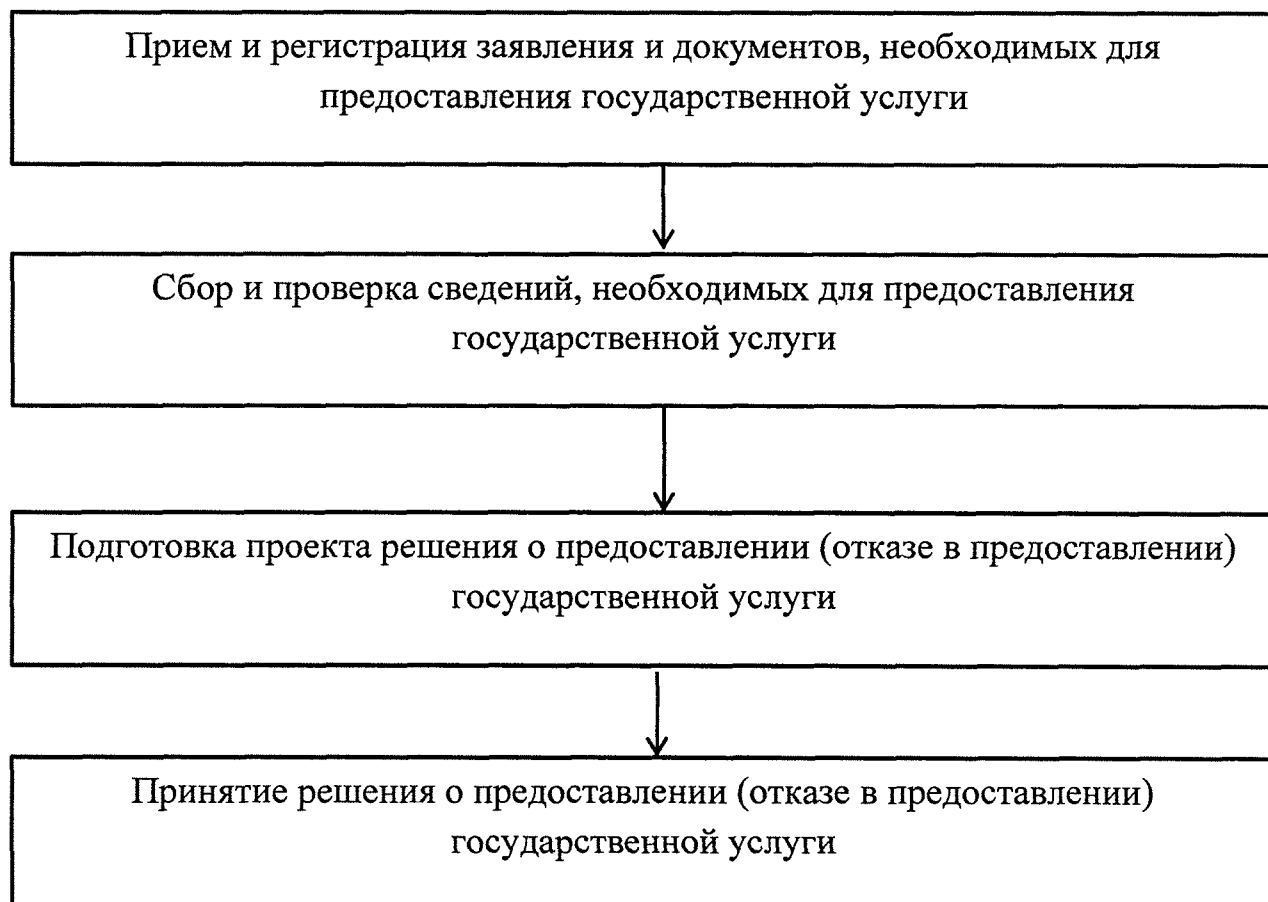 Прием и регистрация заявления и документов, необходимых для
предоставления государственной услуги
Сбор и проверка сведений, необходимых для предоставления
государственной услуги
Подготовка проекта решения о предоставлении (отказе в предоставлении)
государственной услуги
Принятие решения о предоставлении (отказе в предоставлении)
государственной услуги